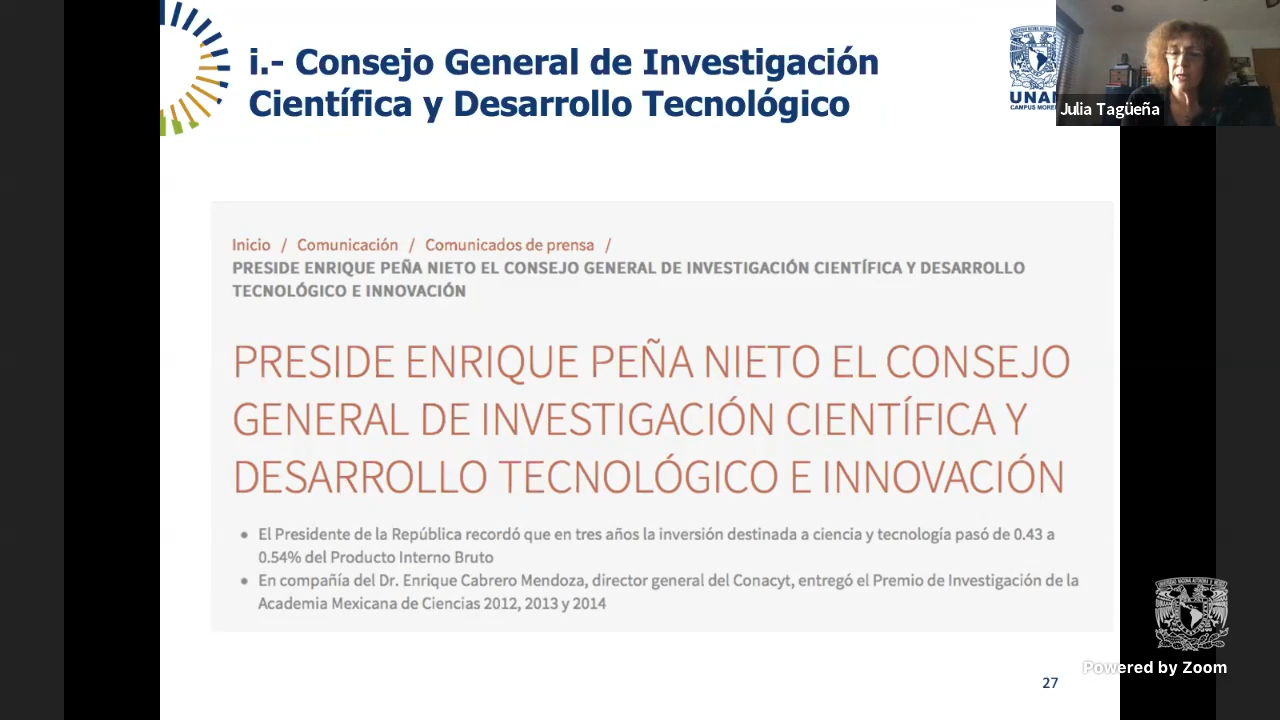 i.- Consejo General de Investigación
Científica y Desarrollo Tecnológico
UNAM
CAMPUS
Julia Tagüeña
Inicio / Comunicación / Comunicados de prensa /
PRESIDE ENRIQUE PEÑA NIETO EL CONSEJO GENERAL DE INVESTIGACIÓN CIENTÍFICA Y DESARROLLO
TECNOLÓGICO E INNOVACIÓN
PRESIDE ENRIQUE PEÑA NIETO EL CONSEJO
GENERAL DE INVESTIGACIÓN CIENTÍFICA Y
DESARROLLO TECNOLÓGICO E INNOVACIÓN
• El Presidente de la República recordó que en tres años la inversión destinada a ciencia y tecnología pasó de 0.43 a
0.54% del Producto Interno Bruto
• En compañía del Dr. Enrique Cabrero Mendoza, director general del Conacyt, entregó el Premio de Investigación de la
Academia Mexicana de Ciencias 2012, 2013 y 2014
Powered by Zoom
27